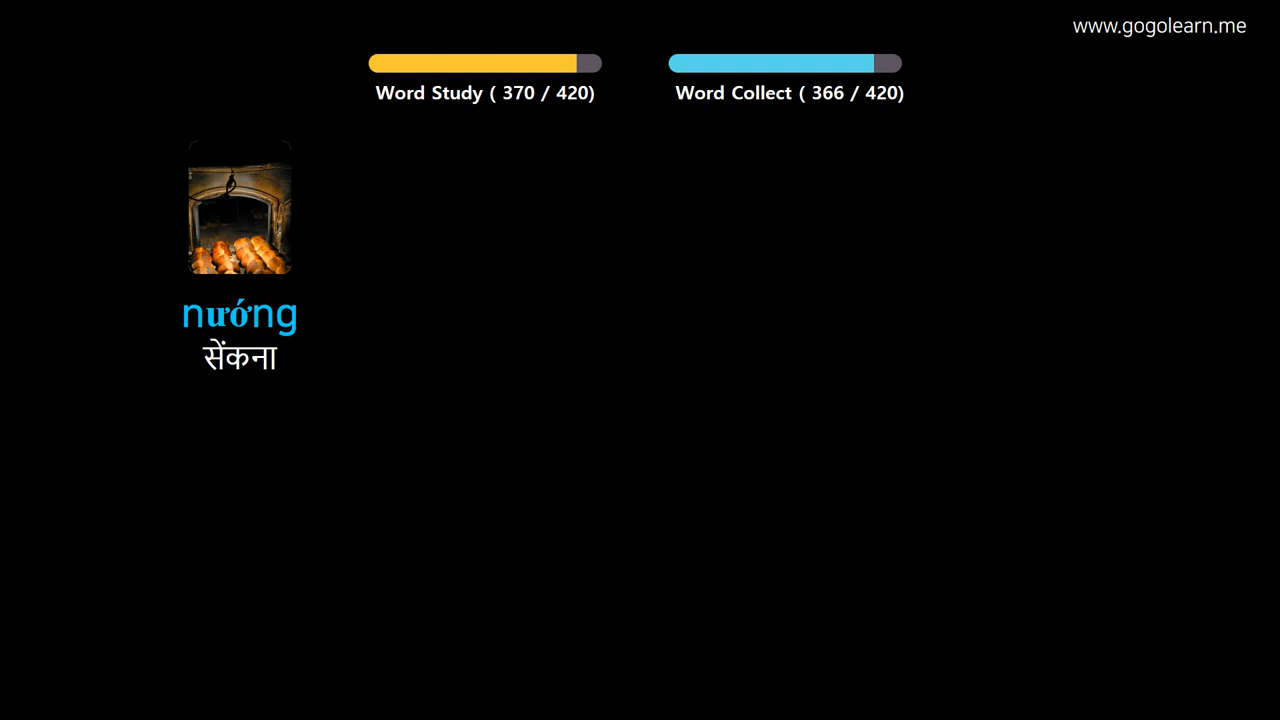 www.gogolearn.me
Word Study ( 370 / 420)
Word Collect ( 366 / 420)
nướng
सेंकना